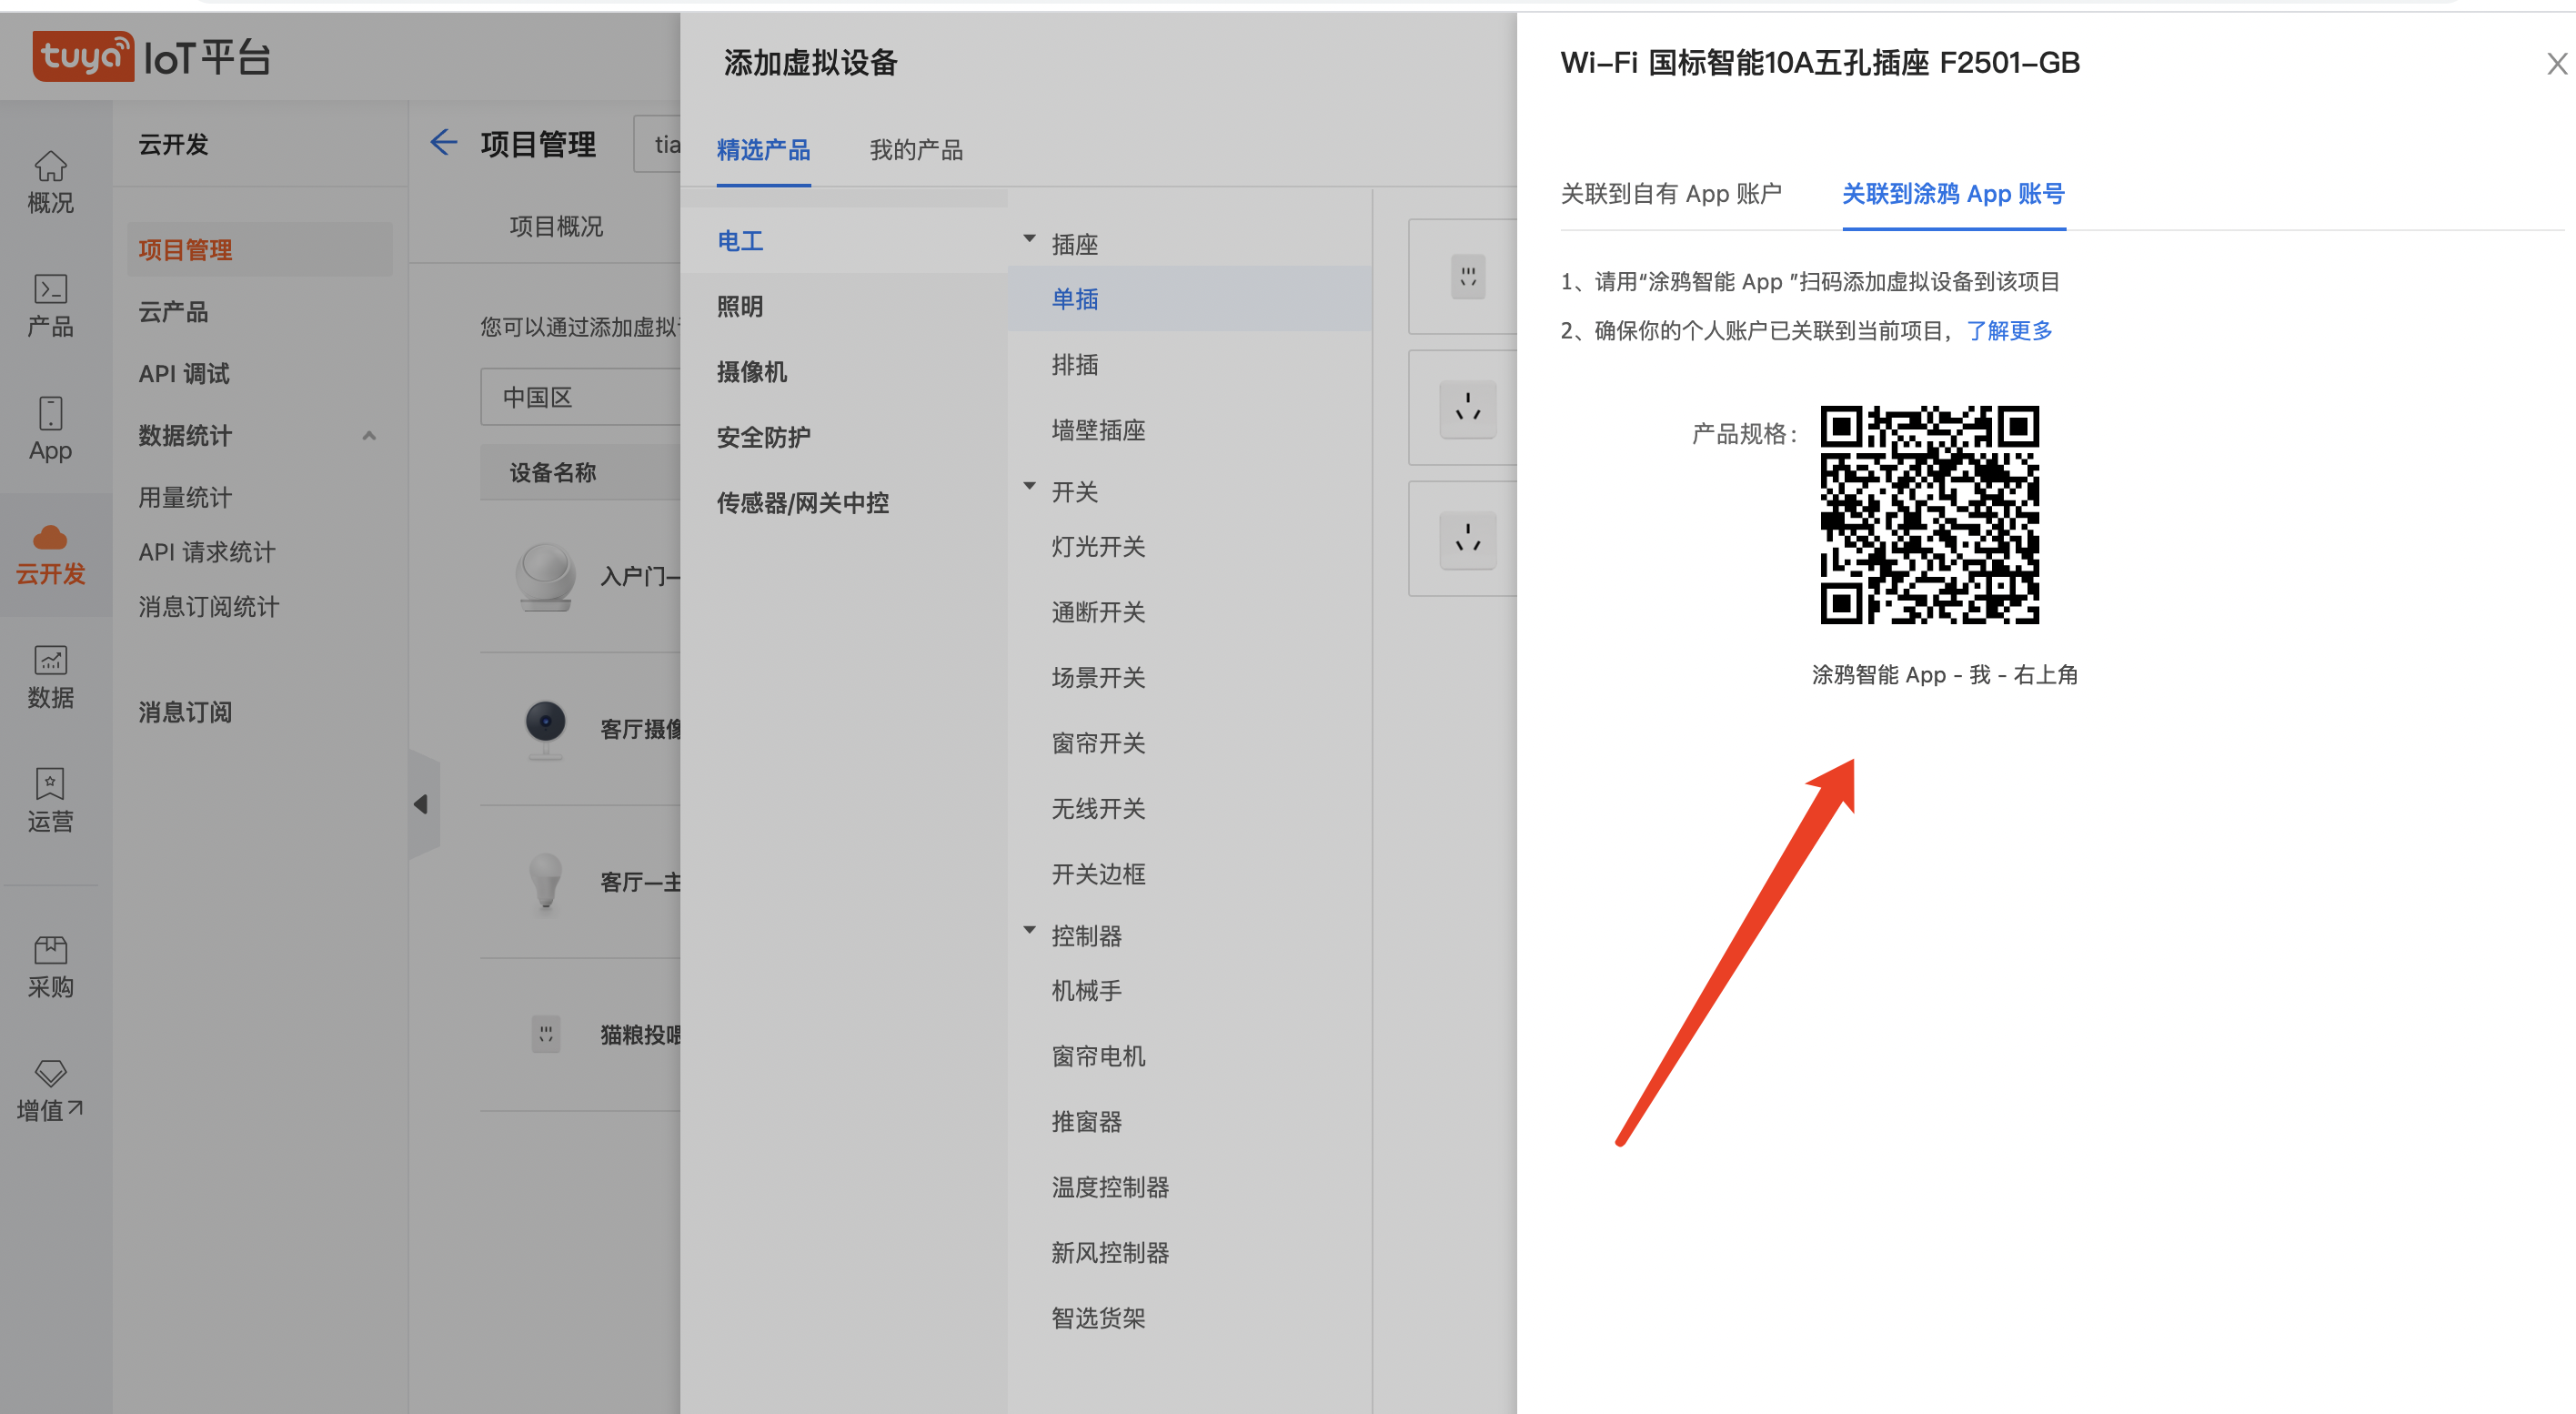 tuya IoT平台
概况
产品
App
云开发
数据
运营
采购
增值
云开发
项目管理
云产品
API 调试
数据统计
用量统计
API 请求统计
消息订阅统计
消息订阅
项目管理
tia
项目概况
您可以通过添加虚拟
中国区
设备名称
入户门—
客厅摄像
客厅—主
猫粮投喂
添加虚拟设备
精选产品
我的产品
电工
照明
摄像机
安全防护
传感器/网关中控
插座
单插
排插
墙壁插座
开关
灯光开关
通断开关
场景开关
窗帘开关
无线开关
开关边框
控制器
机械手
窗帘电机
推窗器
温度控制器
新风控制器
智选货架
Wi-Fi 国标智能10A五孔插座 F2501-GB
关联到自有 App 账户
关联到涂鸦 App 账号
1、请用“涂鸦智能 App ”扫码添加虚拟设备到该项目
2、确保你的个人账户已关联到当前项目，了解更多
产品规格：
涂鸦智能 App - 我 - 右上角